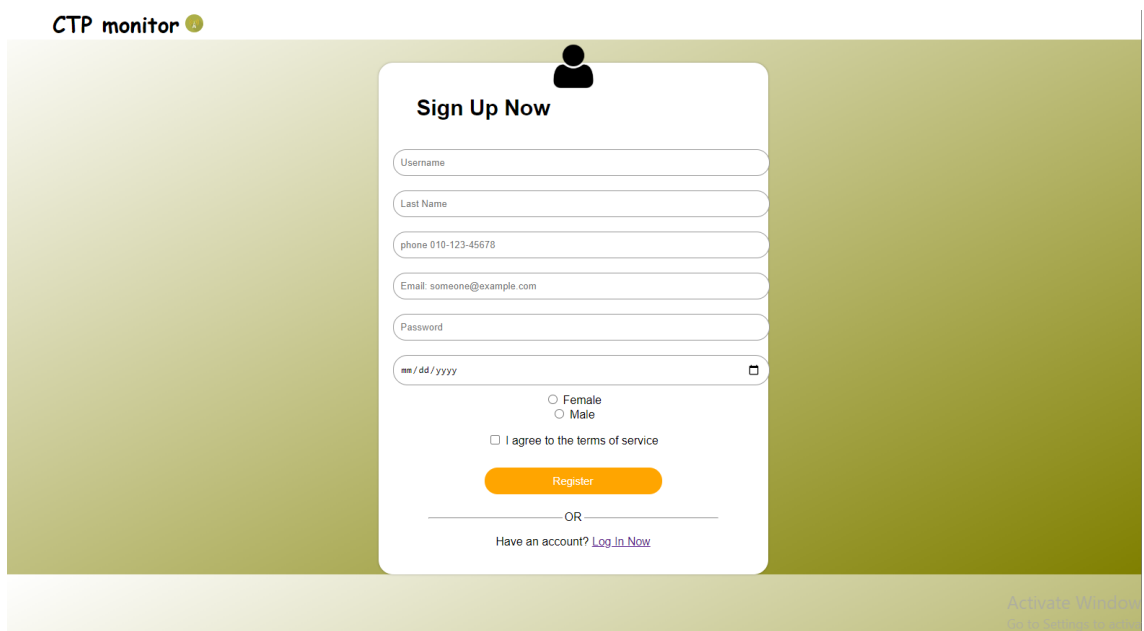 CTP monitor
Sign Up Now
Username
Last Name
phone 010-123-45678
Email: someone@example.com
Password
mm/dd/yyyy
Female
Male
I agree to the terms of service
Register
OR
Have an account? Log In Now
Activate Window
Go to Settings to activ